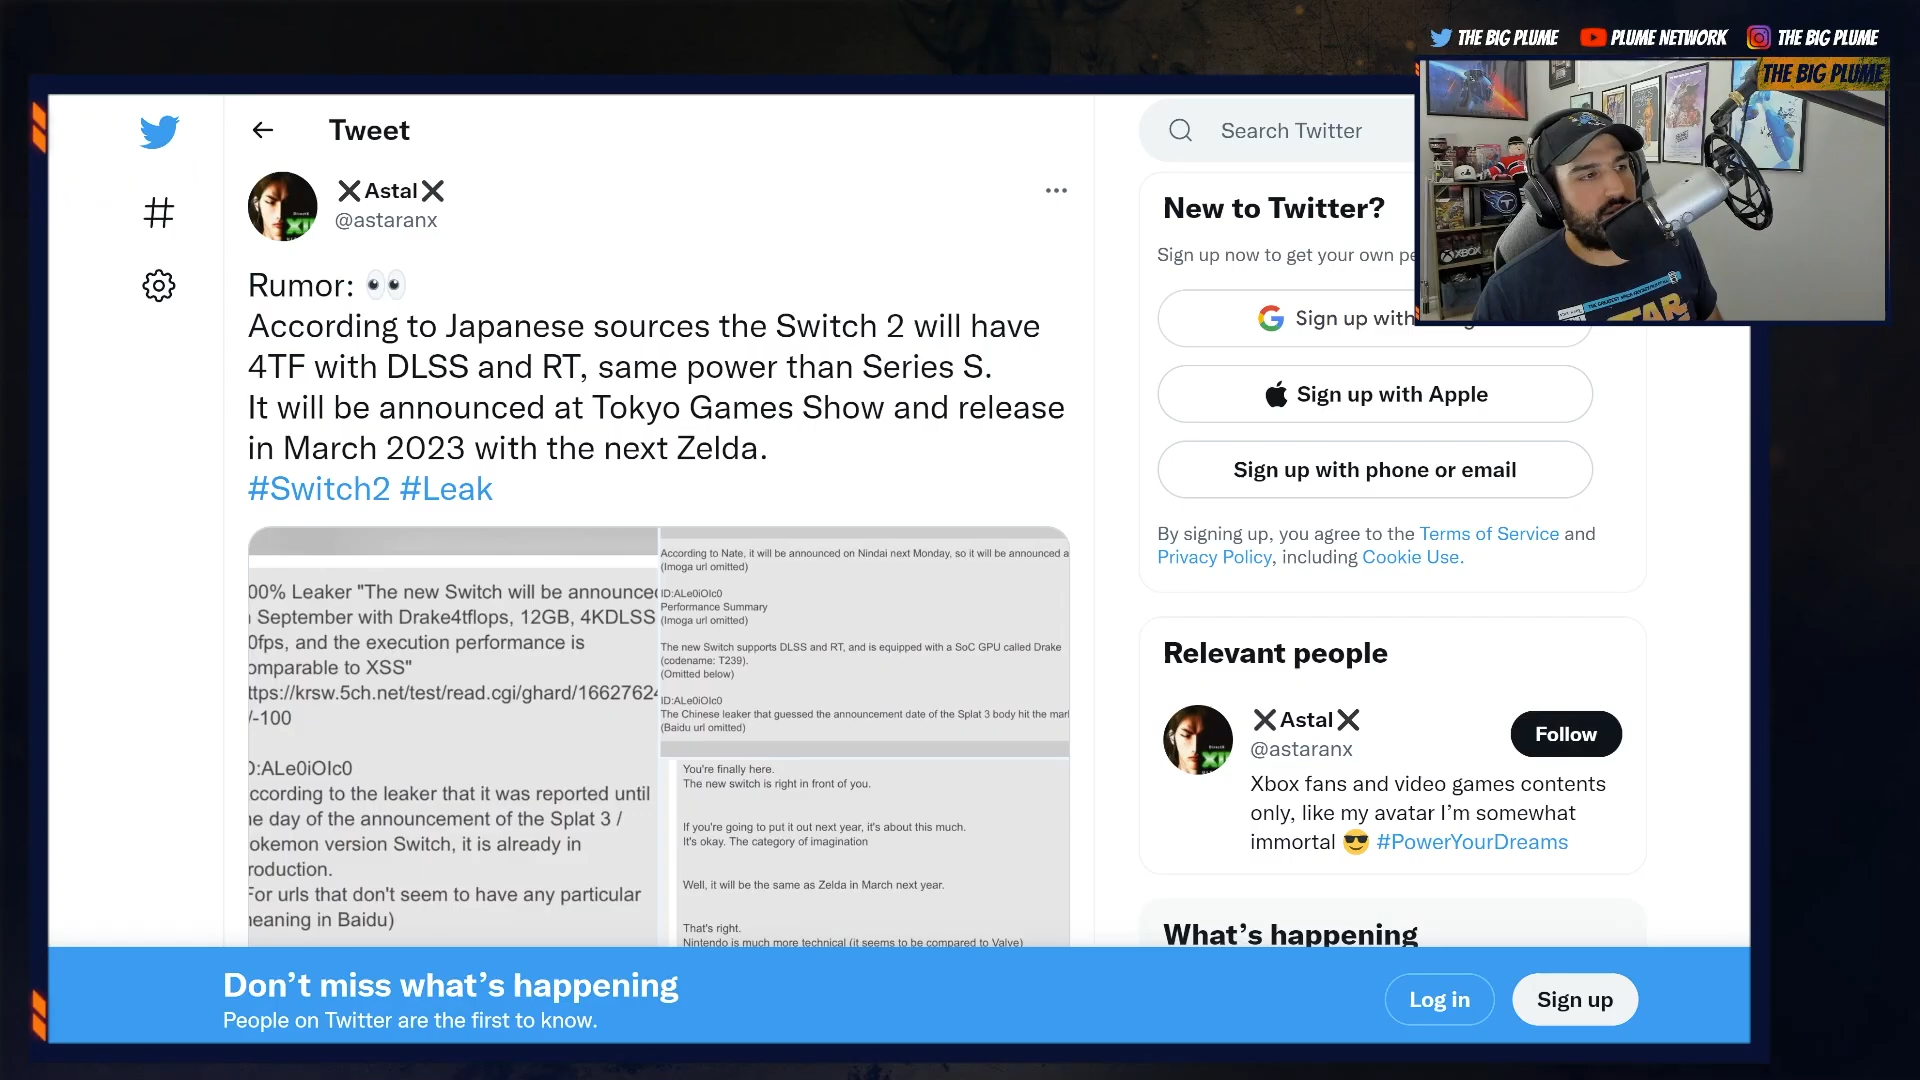 THE BIG PLUME PLUME NETWORK THE BIG PLUME
THE BIG PLUME
Tweet
Astal
@astaranx
Rumor:
According to Japanese sources the Switch 2 will have
4TF with DLSS and RT, same power than Series S.
It will be announced at Tokyo Games Show and release
in March 2023 with the next Zelda.
#Switch2 #Leak
00% Leaker "The new Switch will be announced
September with Drake4tflops, 12GB, 4KDLSS
0fps, and the execution performance is
omparable to XSS"
ttps://krsw.5ch.net/test/read.cgi/ghard/16627624
/-100
D:ALe0iOIc0
ccording to the leaker that it was reported until
e day of the announcement of the Splat 3 /
okemon version Switch, it is already in
roduction.
For urls that don't seem to have any particular
eaning in Baidu)
According to Nate, it will be announced on Nindai next Monday, so it will be announced a
(Imoga url omitted)
ID:ALe0iOIc0
Performance Summary
(Imoga url omitted)
The new Switch supports DLSS and RT, and is equipped with a SoC GPU called Drake
(codename: T239).
(Omitted below)
ID:ALe0iOIc0
The Chinese leaker that guessed the announcement date of the Splat 3 body hit the mar
(Baidu url omitted)
You're finally here.
The new switch is right in front of you.
If you're going to put it out next year, it's about this much.
It's okay. The category of imagination
Well, it will be the same as Zelda in March next year.
That's right.
Nintendo is much more technical (it seems to be compared to Valve)
Search Twitter
New to Twitter?
Sign up now to get your own pe
Sign up with
Sign up with Apple
Sign up with phone or email
By signing up, you agree to the Terms of Service and
Privacy Policy, including Cookie Use.
Relevant people
Astal
@astaranx
Follow
Xbox fans and video games contents
only, like my avatar I'm somewhat
immortal #PowerYourDreams
What's happening
Don't miss what's happening
People on Twitter are the first to know.
Log in
Sign up
XBOX
STAR